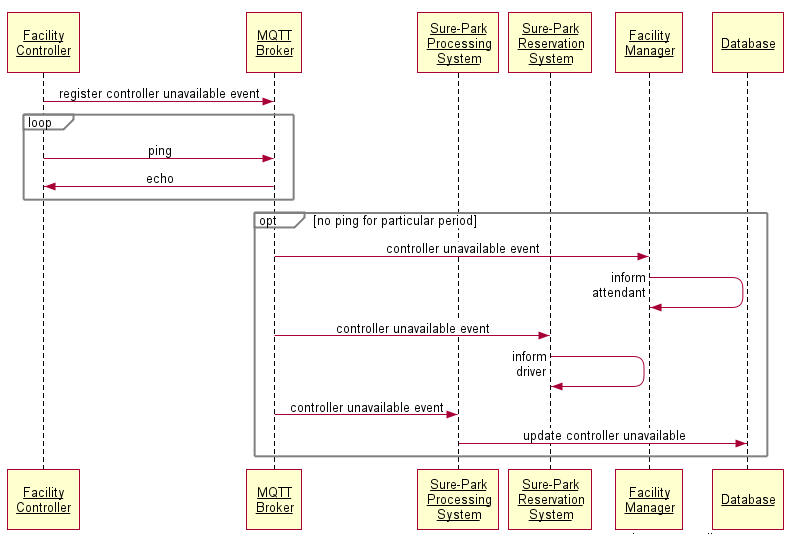 Facility
Controller
MQTT
Broker
Sure-Park
Processing
System
Sure-Park
Reservation
System
Facility
Manager
Database
register controller unavailable event
loop
ping
echo
opt
[no ping for particular period]
controller unavailable event
inform
attendant
controller unavailable event
inform
driver
controller unavailable event
update controller unavailable
Facility
Controller
MQTT
Broker
Sure-Park
Processing
System
Sure-Park
Reservation
System
Facility
Manager
Database